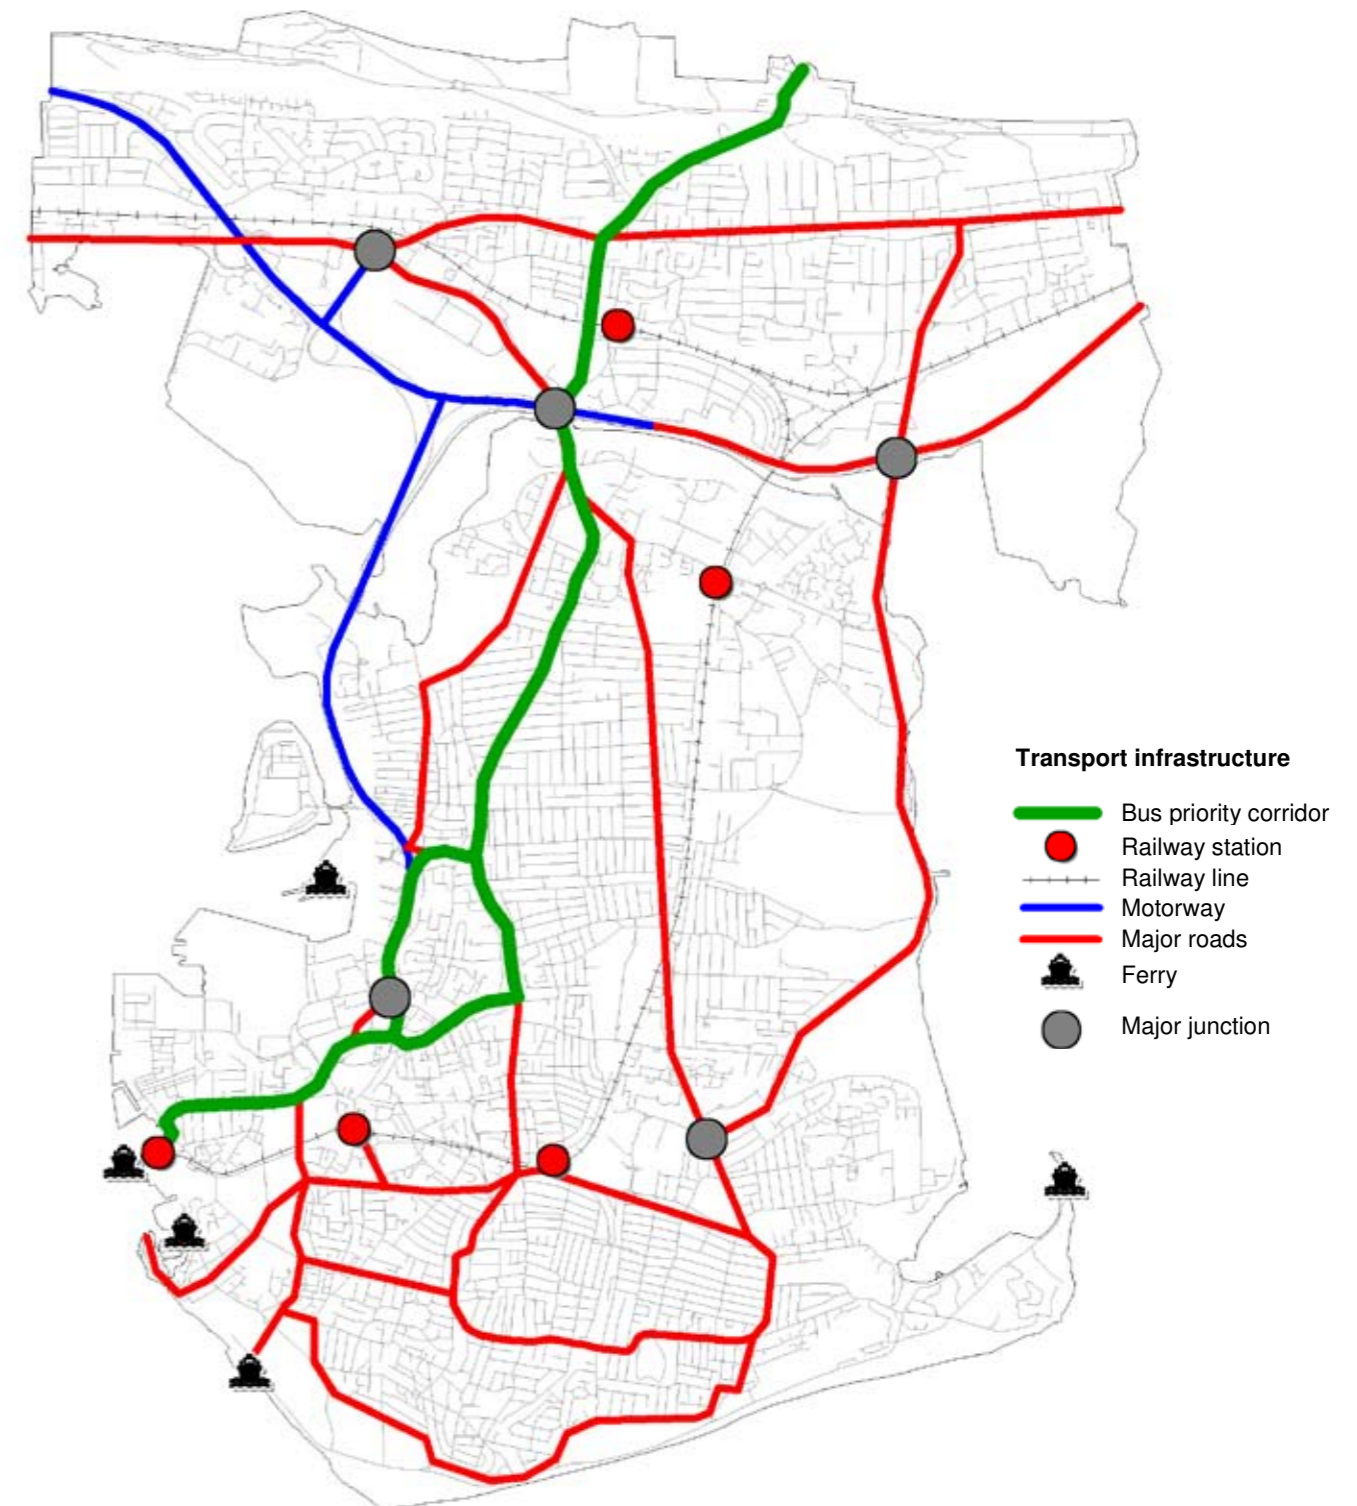 Transport infrastructure
Bus priority corridor
Railway station
Railway line
Motorway
Major roads
Ferry
Major junction